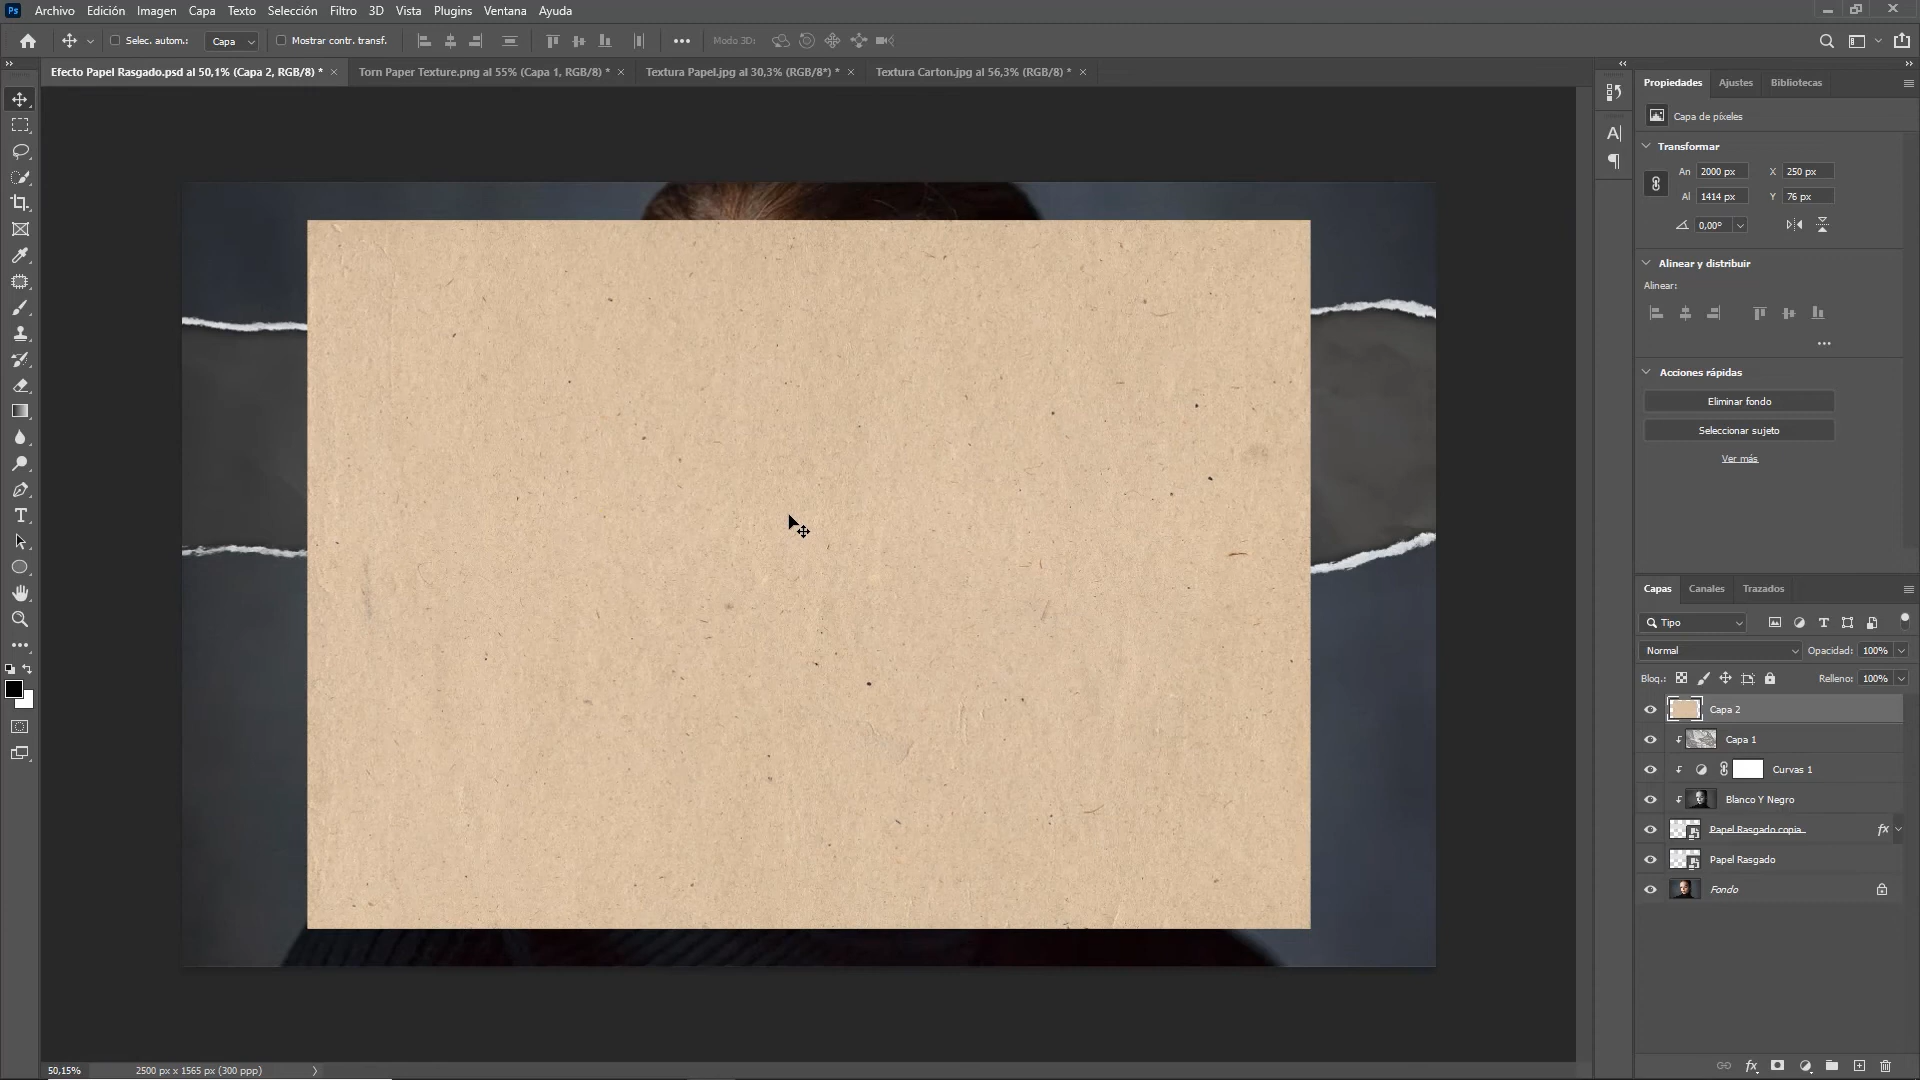 Ps Archivo Edición Imagen Capa Texto Selección Filtro 3D Vista Plugins Ventana Ayuda
Selec. autom.: Capa Mostrar contr. transf. Modo 3D:
Efecto Papel Rasgado.psd al 50,1% (Capa 2, RGB/8) * Torn Paper Texture.png al 55% (Capa 1, RGB/8) * Textura Papel.jpg al 30,3% (RGB/8*) * Textura Carton.jpg al 56,3% (RGB/8) *
Propiedades Ajustes Bibliotecas
Capa de píxeles
Transformar
An 2000 px X 250 px
Al 1414 px Y 76 px
0,00°
Alinear y distribuir
Alinear:
Acciones rápidas
Eliminar fondo
Seleccionar sujeto
Ver más
Capas Canales Trazados
Tipo
Normal Opacidad: 100%
Bloq.: Relleno: 100%
Capa 2
Capa 1
Curvas 1
Blanco Y Negro
Papel Rasgado copia fx
Papel Rasgado
Fondo
50,15% 2500 px x 1565 px (300 ppp)